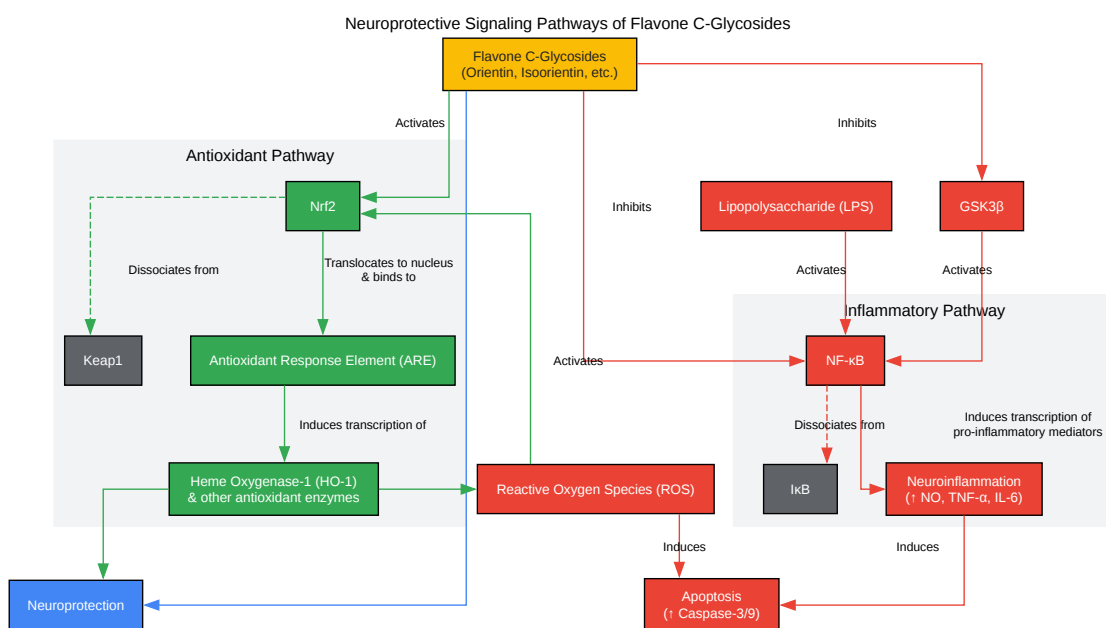 Neuroprotective Signaling Pathways of Flavone C-Glycosides
Flavone C-Glycosides
(Orientin, Isoorientin, etc.)
Activates
Inhibits
Antioxidant Pathway
Nrf2
Lipopolysaccharide (LPS)
GSK3β
Inhibits
Dissociates from
Translocates to nucleus
& binds to
Activates
Activates
Inflammatory Pathway
Keap1
Antioxidant Response Element (ARE)
Activates
NF-κB
Induces transcription of
Dissociates from
Induces transcription of
pro-inflammatory mediators
Heme Oxygenase-1 (HO-1)
& other antioxidant enzymes
Reactive Oxygen Species (ROS)
IκB
Neuroinflammation
(↑ NO, TNF-α, IL-6)
Induces
Induces
Neuroprotection
Apoptosis
(↑ Caspase-3/9)